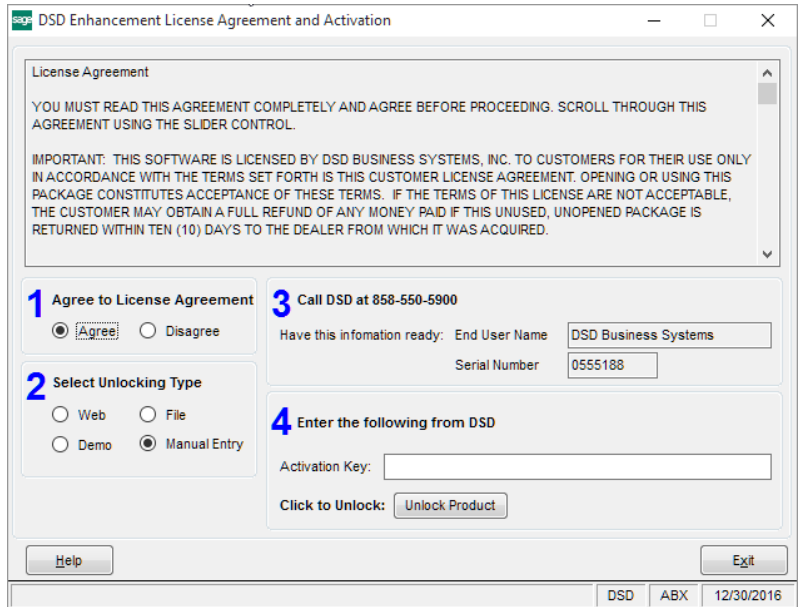 sage DSD Enhancement License Agreement and Activation
License Agreement
YOU MUST READ THIS AGREEMENT COMPLETELY AND AGREE BEFORE PROCEEDING. SCROLL THROUGH THIS
AGREEMENT USING THE SLIDER CONTROL.
IMPORTANT: THIS SOFTWARE IS LICENSED BY DSD BUSINESS SYSTEMS, INC. TO CUSTOMERS FOR THEIR USE ONLY
IN ACCORDANCE WITH THE TERMS SET FORTH IS THIS CUSTOMER LICENSE AGREEMENT. OPENING OR USING THIS
PACKAGE CONSTITUTES ACCEPTANCE OF THESE TERMS. IF THE TERMS OF THIS LICENSE ARE NOT ACCEPTABLE,
THE CUSTOMER MAY OBTAIN A FULL REFUND OF ANY MONEY PAID IF THIS UNUSED, UNOPENED PACKAGE IS
RETURNED WITHIN TEN (10) DAYS TO THE DEALER FROM WHICH IT WAS ACQUIRED.
1 Agree to License Agreement
Agree Disagree
2 Select Unlocking Type
Web File
Demo Manual Entry
3 Call DSD at 858-550-5900
Have this infomation ready: End User Name DSD Business Systems
Serial Number 0555188
4 Enter the following from DSD
Activation Key:
Click to Unlock: Unlock Product
Help Exit
DSD ABX 12/30/2016